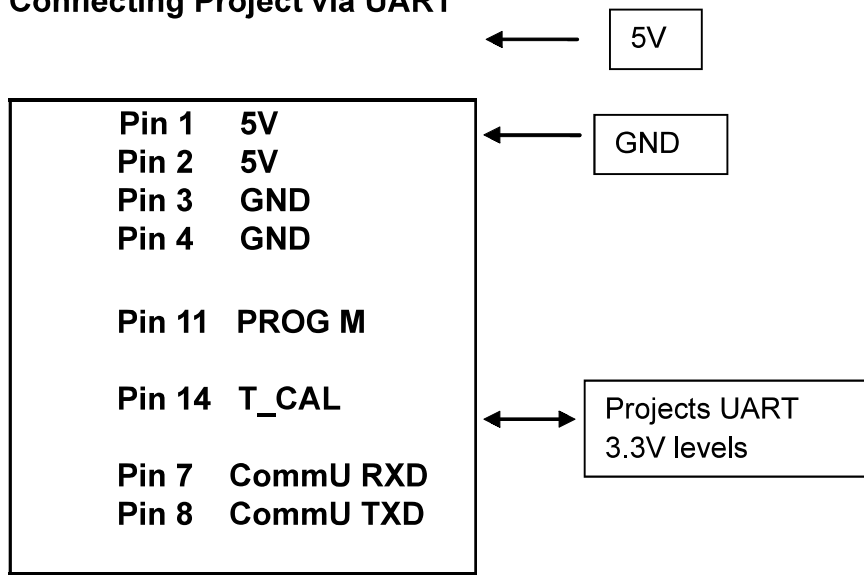 Connecting Project via UART
5V
GND
Pin 1 5V
Pin 2 5V
Pin 3 GND
Pin 4 GND
Pin 11 PROG M
Pin 14 T_CAL
Pin 7 CommU RXD
Pin 8 CommU TXD
Projects UART
3.3V levels